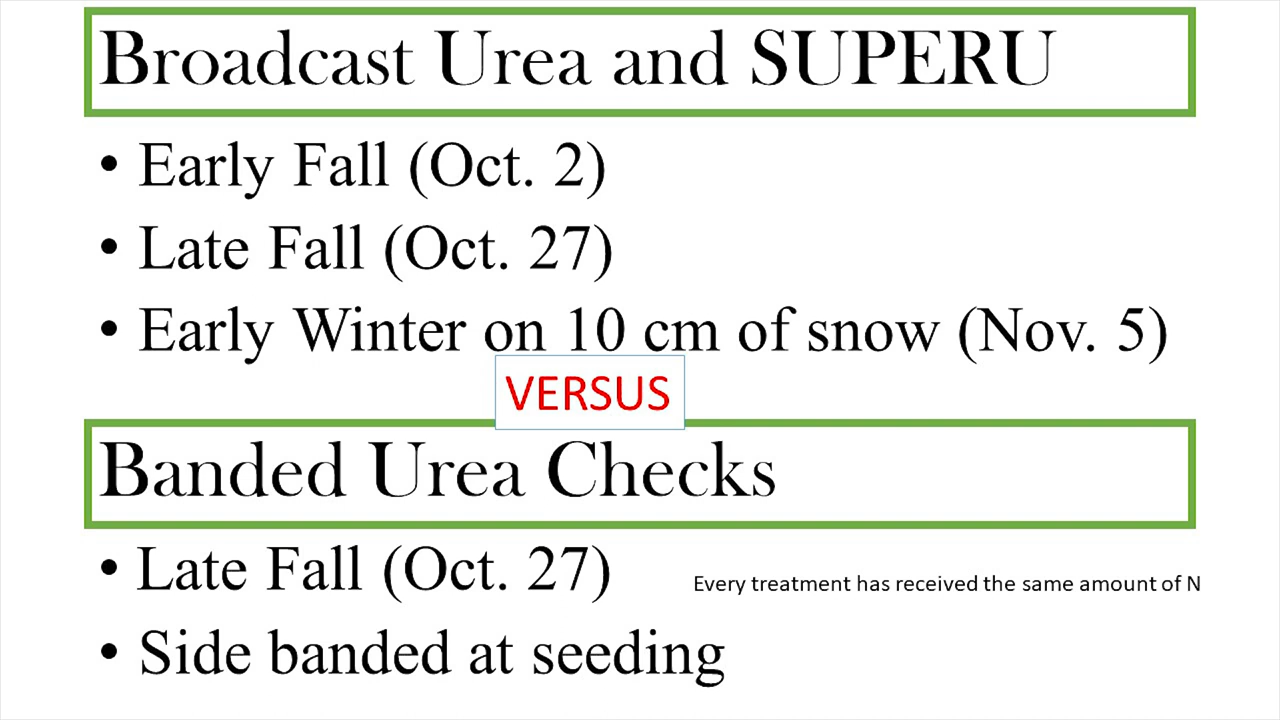 Broadcast Urea and SUPERU
• Early Fall (Oct. 2)
• Late Fall (Oct. 27)
• Early Winter on 10 cm of snow (Nov. 5)
VERSUS
Banded Urea Checks
• Late Fall (Oct. 27)
Every treatment has received the same amount of N
• Side banded at seeding